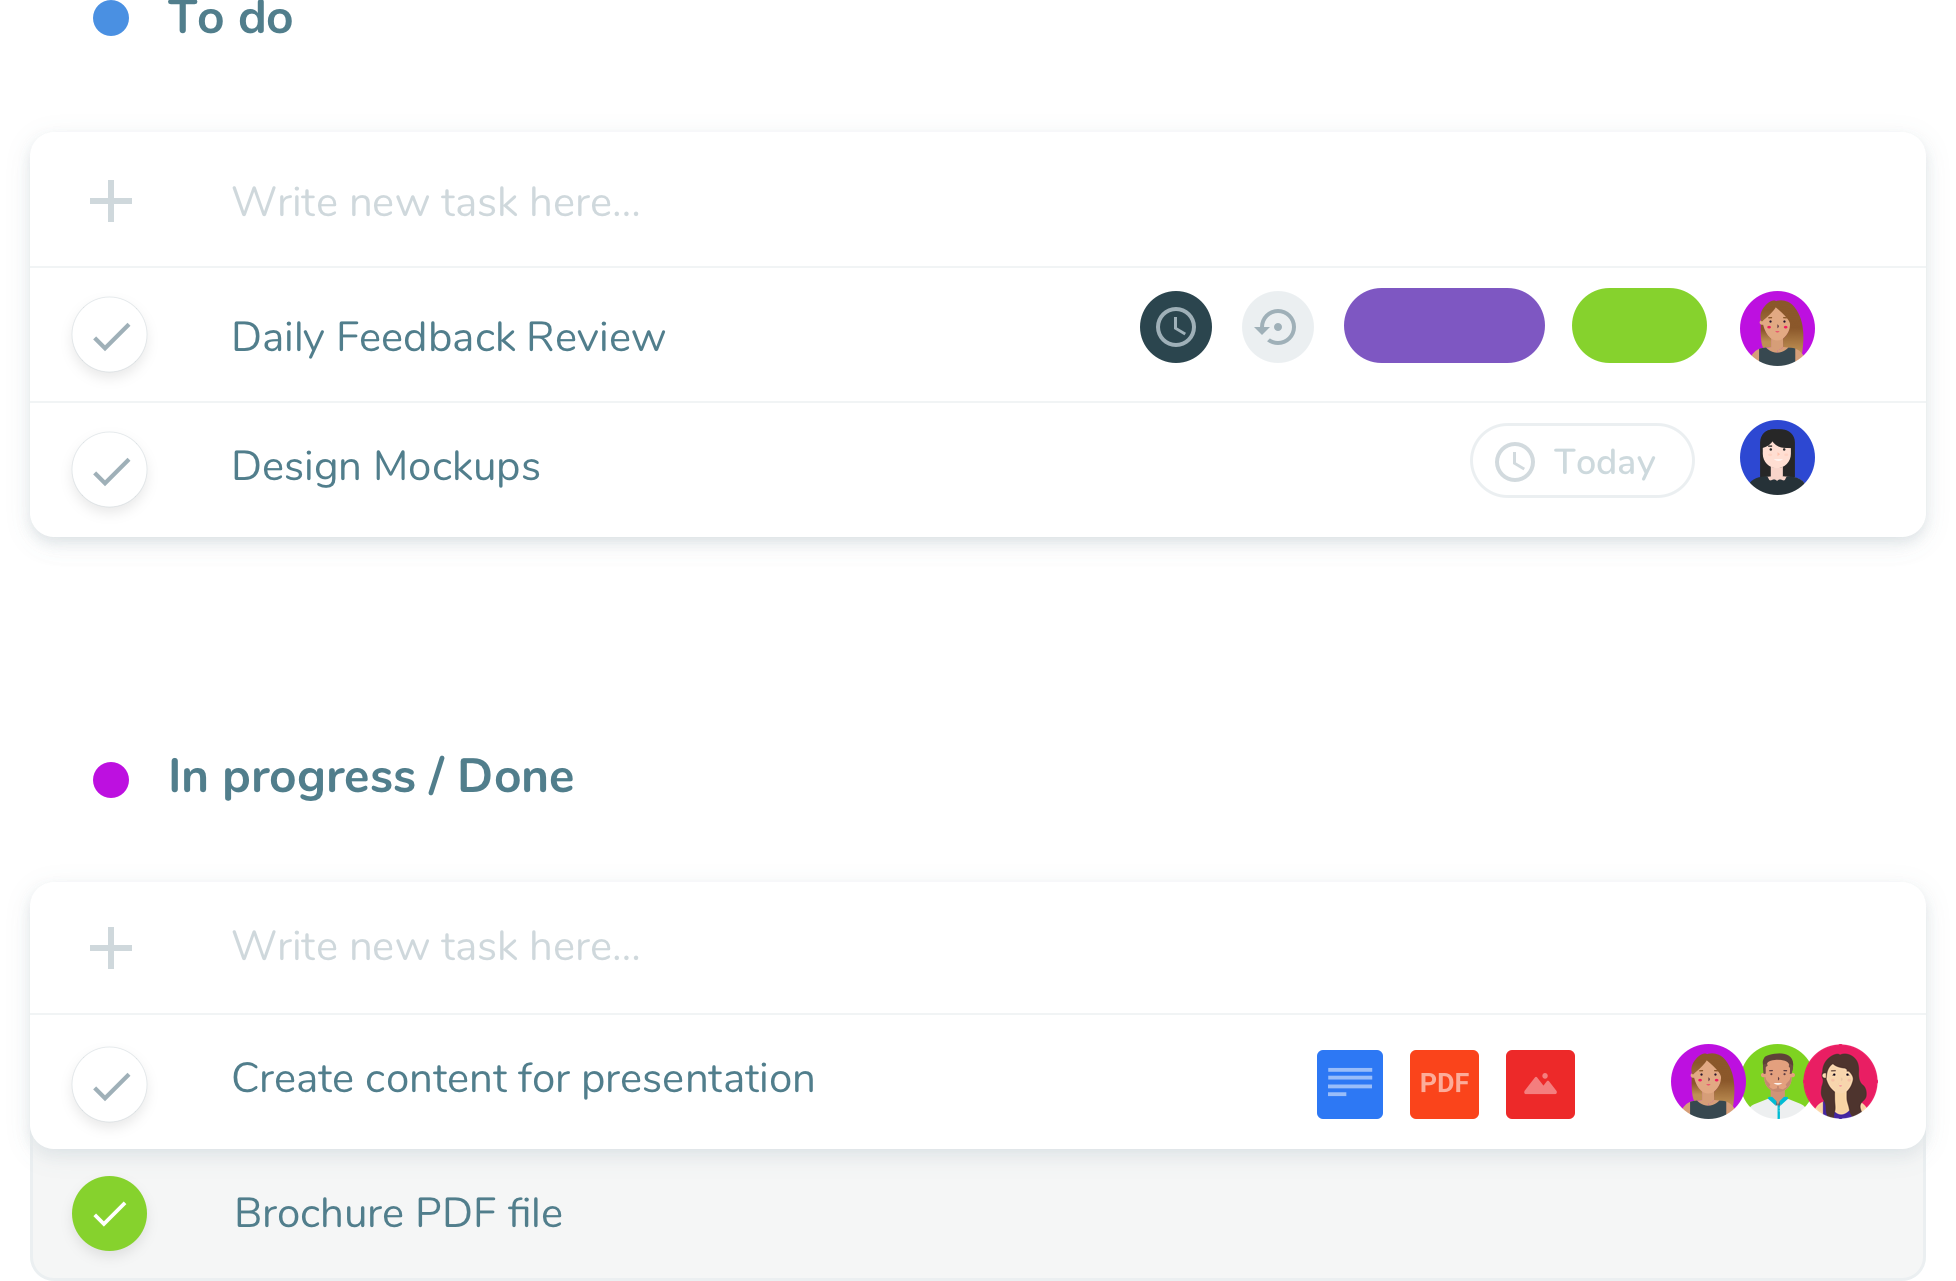 To do
Write new task here...
Daily Feedback Review
Design Mockups
Today
In progress / Done
Write new task here...
Create content for presentation
PDF
Brochure PDF file